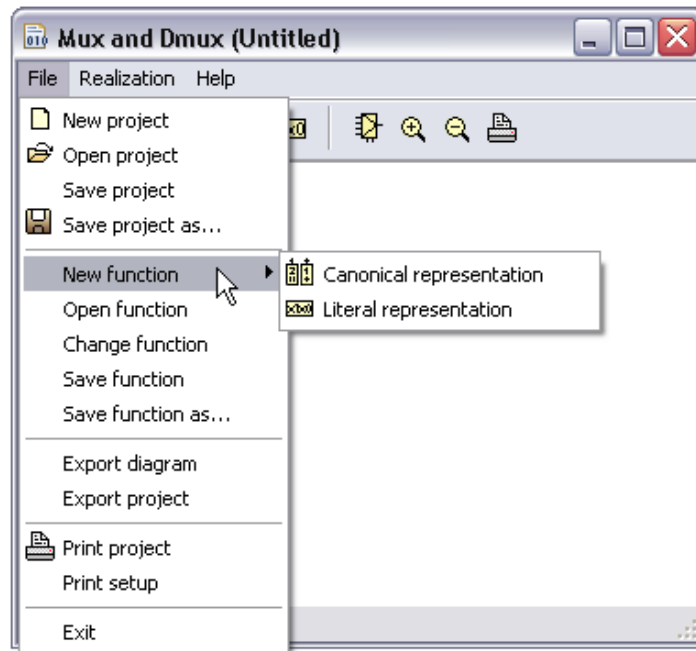 Mux and Dmux (Untitled)
File Realization Help
New project
Open project
Save project
Save project as...
New function
Canonical representation
Literal representation
Open function
Change function
Save function
Save function as...
Export diagram
Export project
Print project
Print setup
Exit